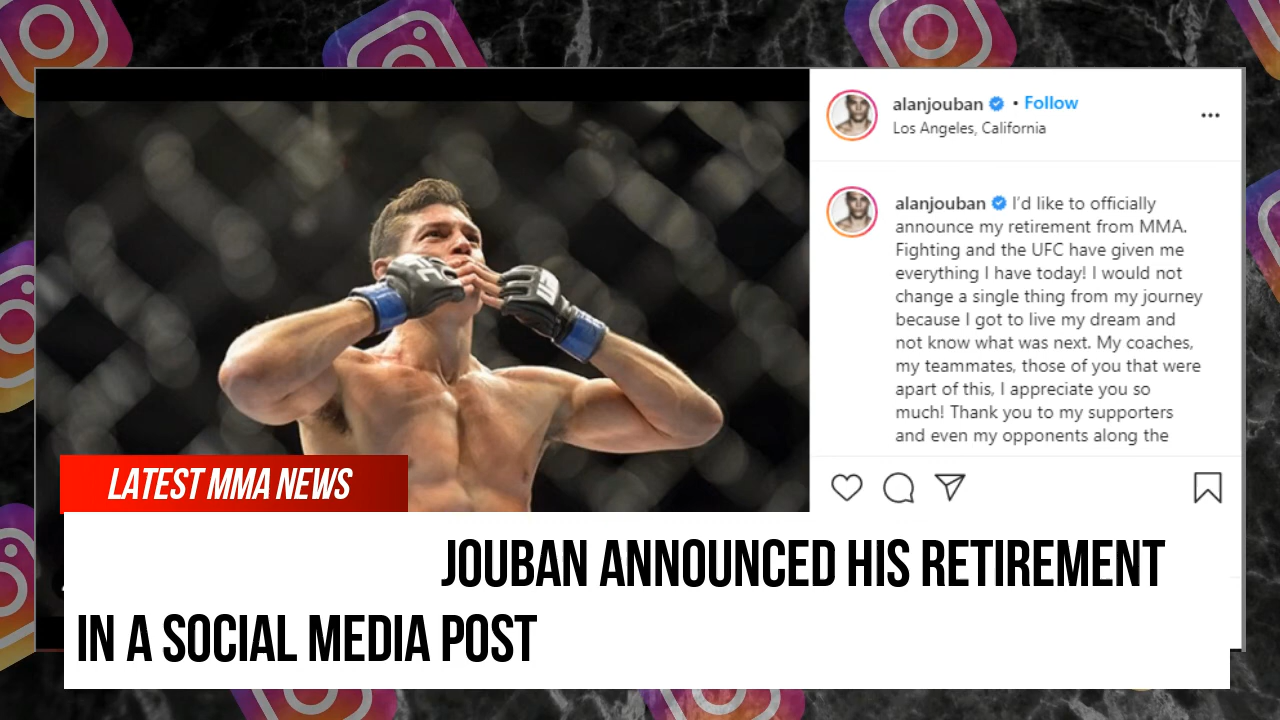 alanjouban • Follow
Los Angeles, California
alanjouban I'd like to officially
announce my retirement from MMA.
Fighting and the UFC have given me
everything I have today! I would not
change a single thing from my journey
because I got to live my dream and
not know what was next. My coaches,
my teammates, those of you that were
apart of this, I appreciate you so
much! Thank you to my supporters
and even my opponents along the
LATEST MMA NEWS
JOUBAN ANNOUNCED HIS RETIREMENT
IN A SOCIAL MEDIA POST